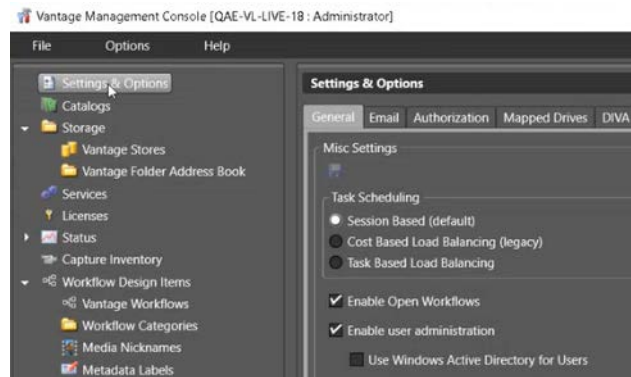 Vantage Management Console [QAE-VL-LIVE-18 : Administrator]
File Options Help
Settings & Options
Catalogs
Storage
Vantage Stores
Vantage Folder Address Book
Services
Licenses
Status
Capture Inventory
Workflow Design Items
Vantage Workflows
Workflow Categories
Media Nicknames
Metadata Labels
Settings & Options
General Email Authorization Mapped Drives DIVA
Misc Settings
Task Scheduling
Session Based (default)
Cost Based Load Balancing (legacy)
Task Based Load Balancing
Enable Open Workflows
Enable user administration
Use Windows Active Directory for Users